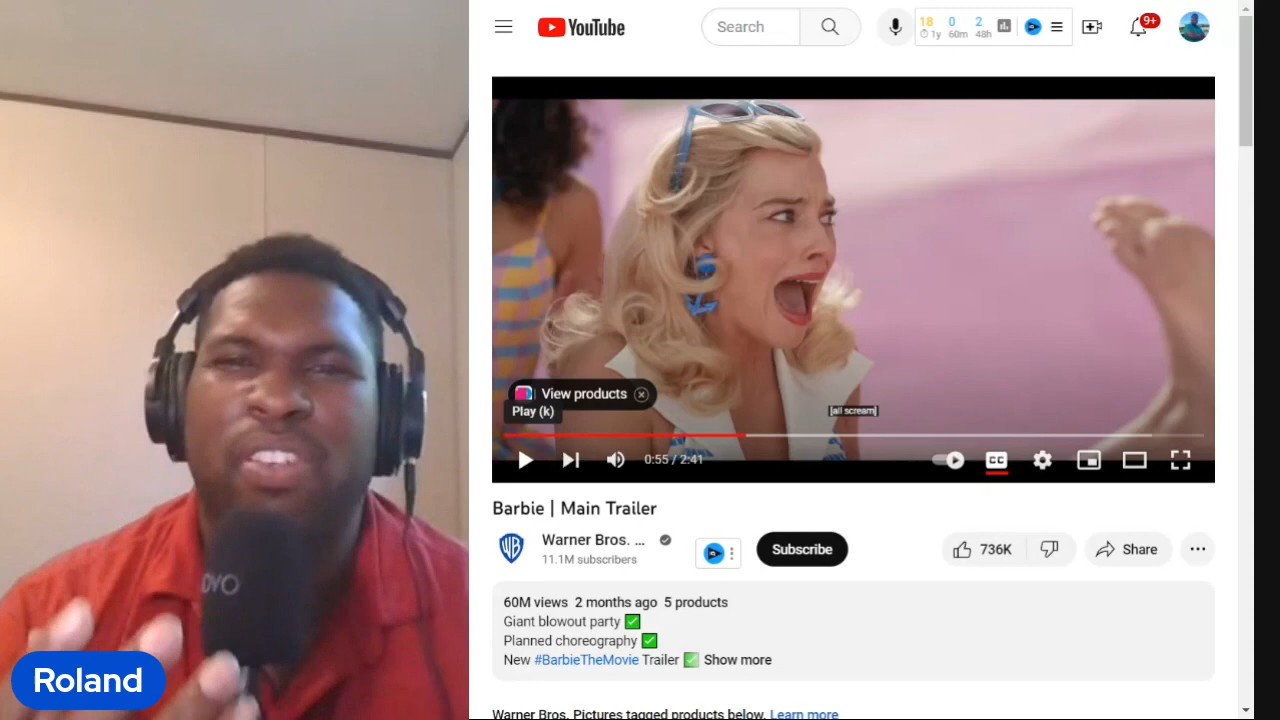 YouTube
Search
18 0 2
1y 60m 48h
9+
View products
Play (k)
[all scream]
0:55 / 2:41
CC
Barbie | Main Trailer
WB
Warner Bros. ...
11.1M subscribers
Subscribe
736K
Share
60M views 2 months ago 5 products
Giant blowout party ✅
Planned choreography ✅
New #BarbieTheMovie Trailer ✅ Show more
Warner Bros. Pictures tagged products below. Learn more
Roland